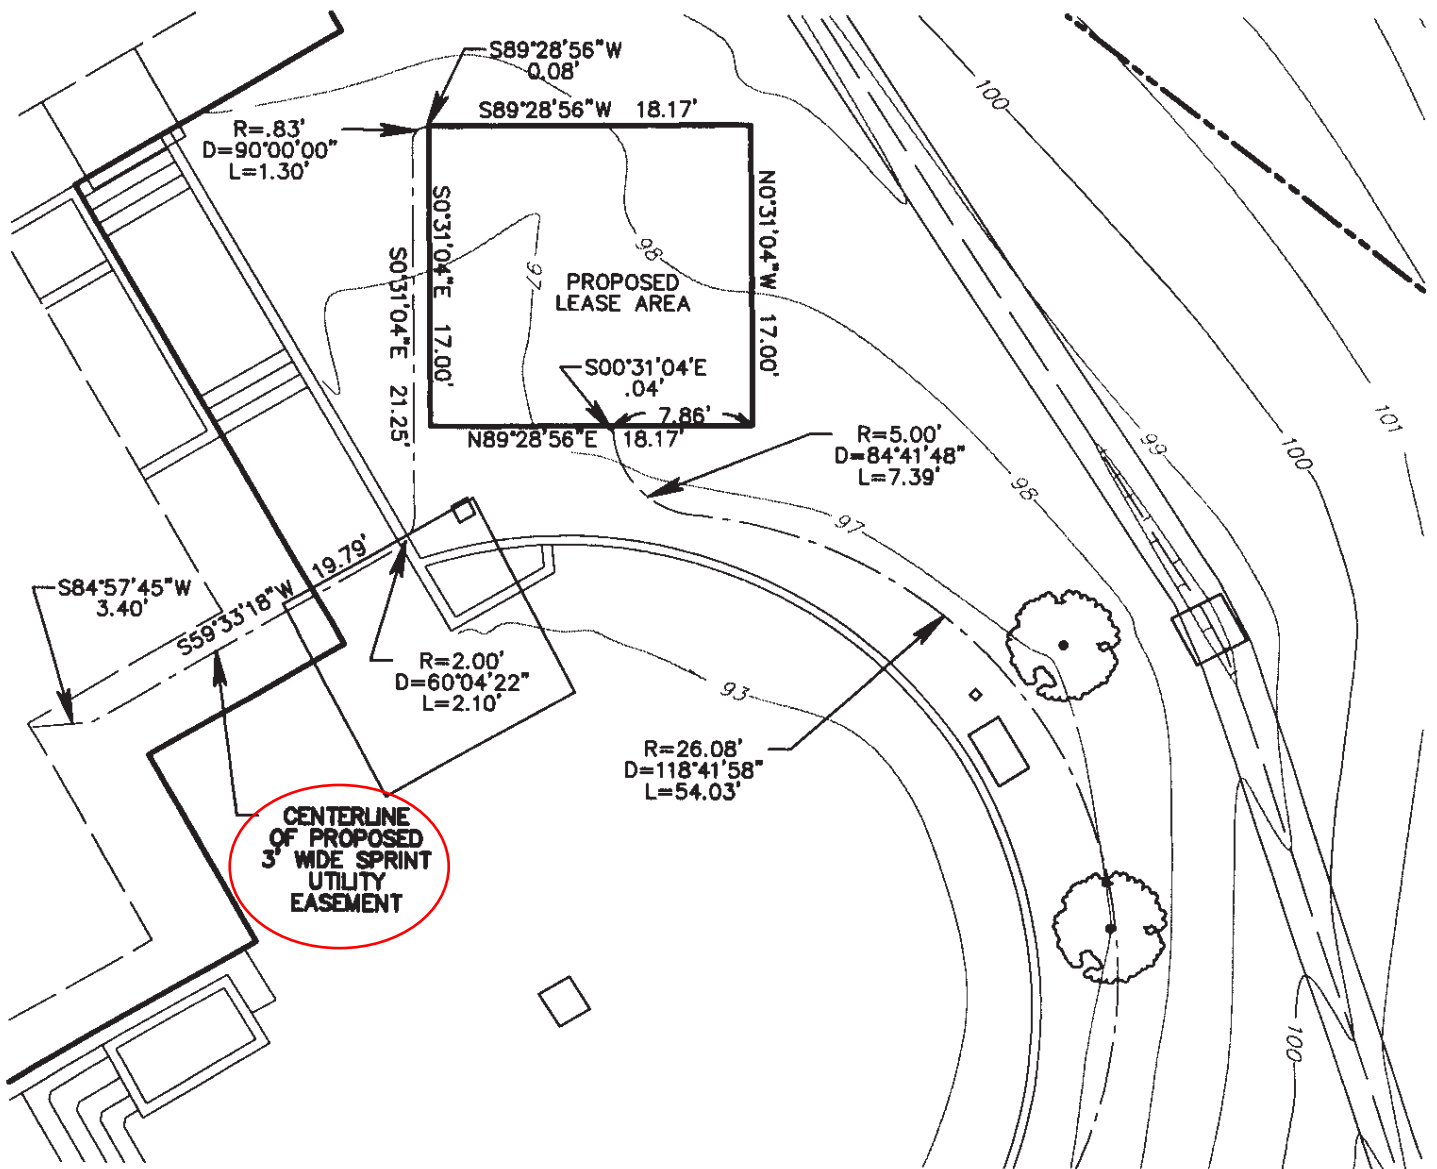 S89°28'56"W
0.08'
S89°28'56"W 18.17'
R=.83'
D=90°00'00"
L=1.30'
S0°31'04"E 17.00'
S0°31'04"E 21.25'
N0°31'04"W 17.00'
98
97
PROPOSED
LEASE AREA
S00°31'04'E
.04'
7.86'
N89°28'56"E 18.17'
R=5.00'
D=84°41'48"
L=7.39'
100
101
99
100
98
97
S84°57'45"W
3.40'
S59°33'18"W 19.79'
R=2.00'
D=60°04'22"
L=2.10'
93
R=26.08'
D=118°41'58"
L=54.03'
CENTERLINE
OF PROPOSED
3' WIDE SPRINT
UTILITY
EASEMENT
100